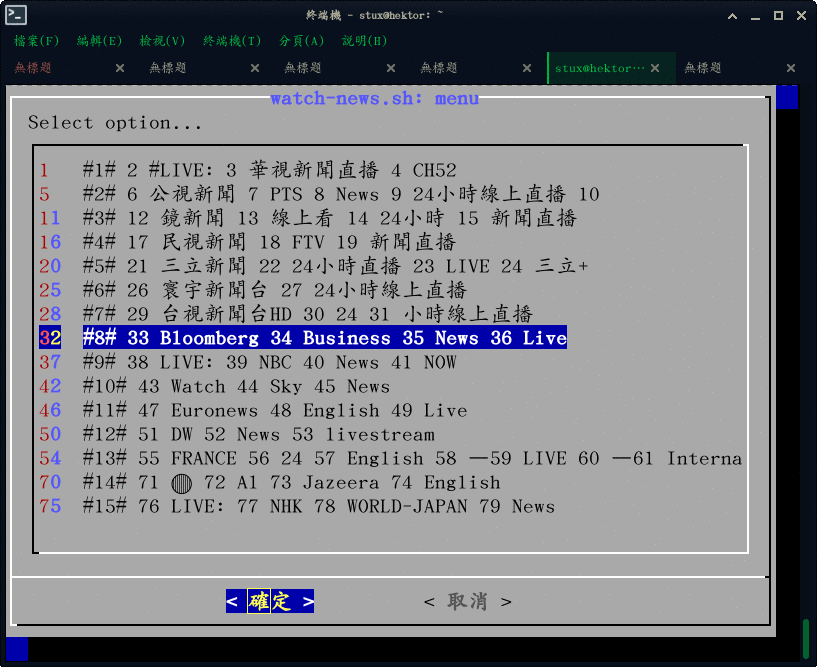 終端機 - stux@hektor: ~
檔案(F) 編輯(E) 檢視(V) 終端機(T) 分頁(A) 說明(H)
無標題 無標題 無標題 無標題 stux@hektor··· 無標題
watch-news.sh: menu
Select option...
1 #1# 2 #LIVE: 3 華視新聞直播 4 CH52
5 #2# 6 公視新聞 7 PTS 8 News 9 24小時線上直播 10
11 #3# 12 鏡新聞 13 線上看 14 24小時 15 新聞直播
16 #4# 17 民視新聞 18 FTV 19 新聞直播
20 #5# 21 三立新聞 22 24小時直播 23 LIVE 24 三立+
25 #6# 26 寰宇新聞台 27 24小時線上直播
28 #7# 29 台視新聞台HD 30 24 31 小時線上直播
32 #8# 33 Bloomberg 34 Business 35 News 36 Live
37 #9# 38 LIVE: 39 NBC 40 News 41 NOW
42 #10# 43 Watch 44 Sky 45 News
46 #11# 47 Euronews 48 English 49 Live
50 #12# 51 DW 52 News 53 livestream
54 #13# 55 FRANCE 56 24 57 English 58 —59 LIVE 60 —61 Interna
70 #14# 71 72 Al 73 Jazeera 74 English
75 #15# 76 LIVE: 77 NHK 78 WORLD-JAPAN 79 News
< 確定 > < 取消 >